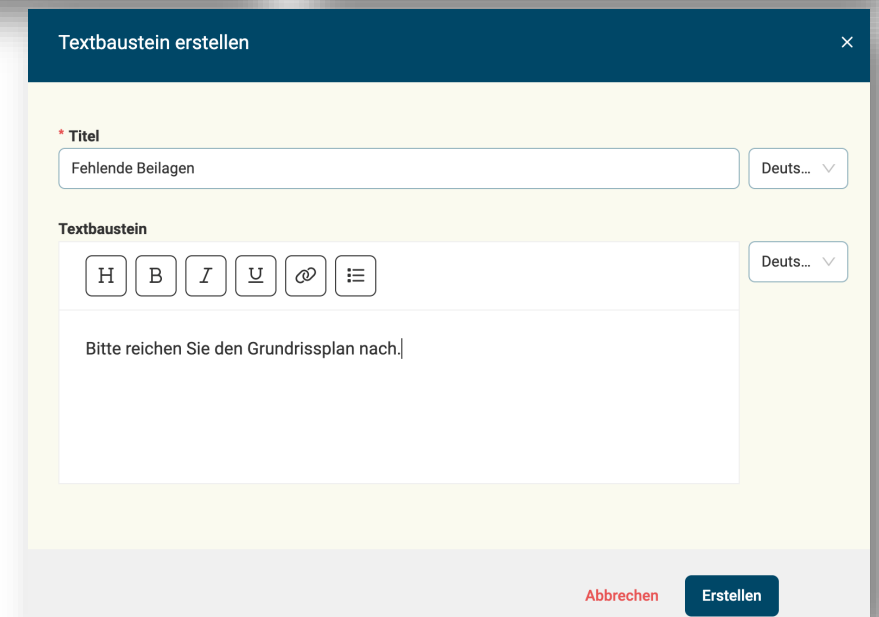 Textbaustein erstellen
* Titel
Fehlende Beilagen
Deuts...
Textbaustein
H B I U
Deuts...
Bitte reichen Sie den Grundrissplan nach.
Abbrechen Erstellen